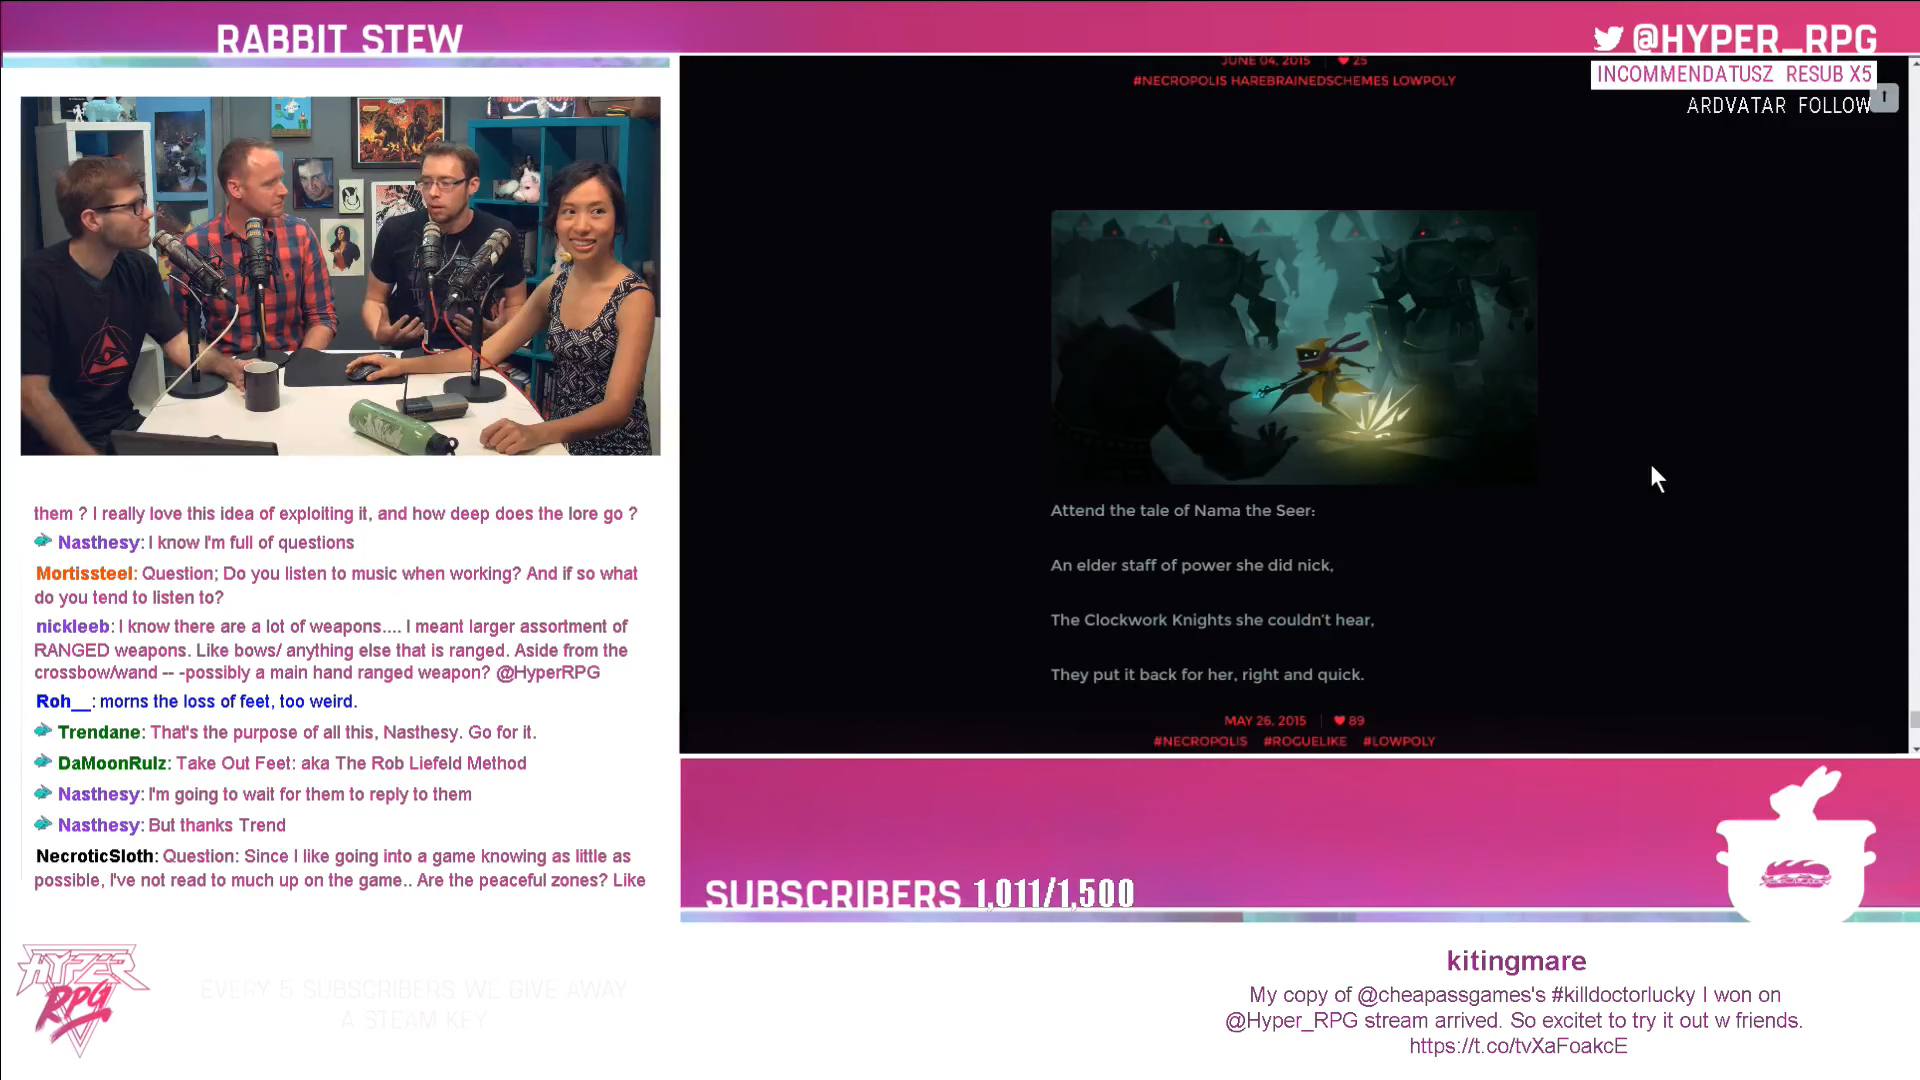 RABBIT STEW
@HYPER_RPG
INCOMMENDATUSZ RESUB X5
ARDVATAR FOLLOW
JUNE 04, 2015 | ♥ 25
#NECROPOLIS HAREBRAINEDSCHEMES LOWPOLY
Attend the tale of Nama the Seer:
An elder staff of power she did nick,
The Clockwork Knights she couldn't hear,
They put it back for her, right and quick.
MAY 26, 2015 | ♥ 89
#NECROPOLIS #ROGUELIKE #LOWPOLY
them ? I really love this idea of exploiting it, and how deep does the lore go ?
Nasthesy: I know I'm full of questions
Mortissteel: Question; Do you listen to music when working? And if so what
do you tend to listen to?
nickleeb: I know there are a lot of weapons.... I meant larger assortment of
RANGED weapons. Like bows/ anything else that is ranged. Aside from the
crossbow/wand -- -possibly a main hand ranged weapon? @HyperRPG
Roh__: morns the loss of feet, too weird.
Trendane: That's the purpose of all this, Nasthesy. Go for it.
DaMoonRulz: Take Out Feet: aka The Rob Liefeld Method
Nasthesy: I'm going to wait for them to reply to them
Nasthesy: But thanks Trend
NecroticSloth: Question: Since I like going into a game knowing as little as
possible, I've not read to much up on the game.. Are the peaceful zones? Like
SUBSCRIBERS 1,011/1,500
HYPER
RPG
EVERY 5 SUBSCRIBERS WE GIVE AWAY
A STEAM KEY
kitingmare
My copy of @cheapassgames's #killdoctorlucky I won on
@Hyper_RPG stream arrived. So excitet to try it out w friends.
https://t.co/tvXaFoakcE